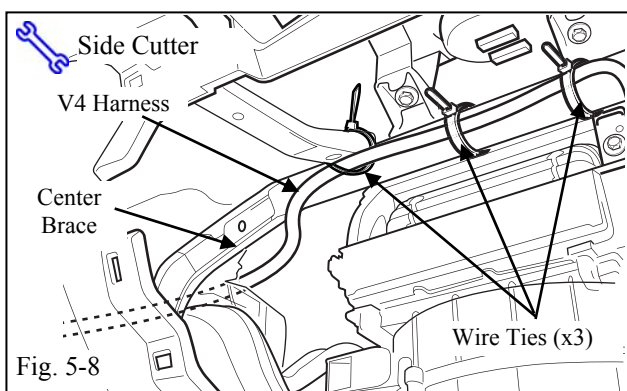 Side Cutter
V4 Harness
Center
Brace
Wire Ties (x3)
Fig. 5-8